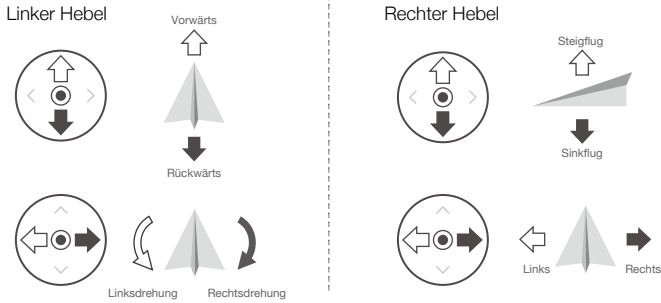 Linker Hebel
Vorwärts
Rückwärts
Linksdrehung
Rechtsdrehung
Rechter Hebel
Steigflug
Sinkflug
Links
Rechts